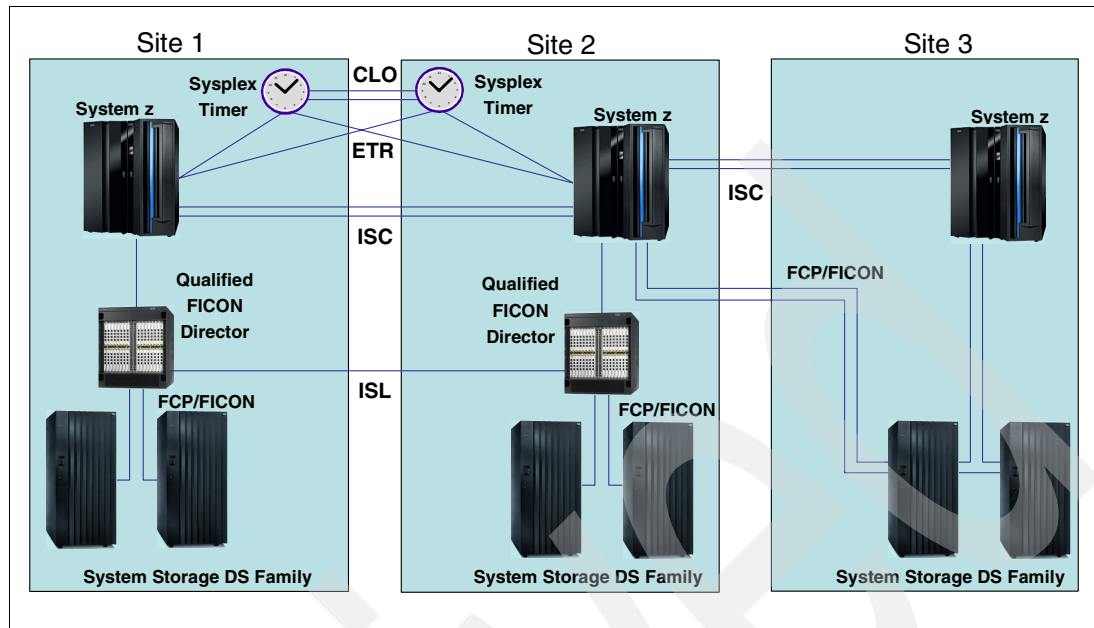 Site 1
Site 2
Site 3
CLO
Sysplex
Timer
Sysplex
Timer
System z
System z
System z
ETR
ISC
ISC
Qualified
FICON
Director
Qualified
FICON
Director
FCP/FICON
ISL
FCP/FICON
FCP/FICON
System Storage DS Family
System Storage DS Family
System Storage DS Family